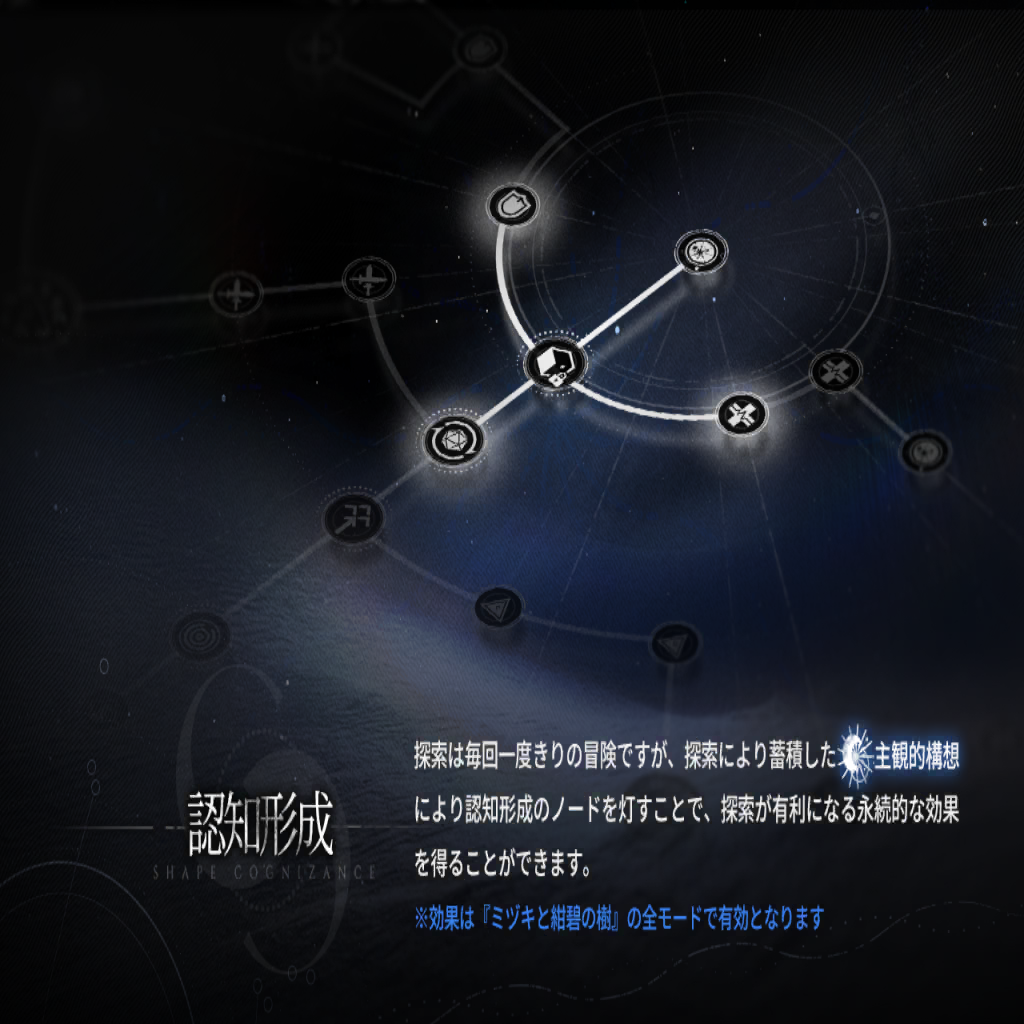 探索は毎回一度きりの冒険ですが、探索により蓄積した主観的構想
により認知形成のノードを灯すことで、探索が有利になる永続的な効果
を得ることができます。
※効果は『ミヅキと紺碧の樹』の全モードで有効となります
認知形成
SHAPE COGNIZANCE